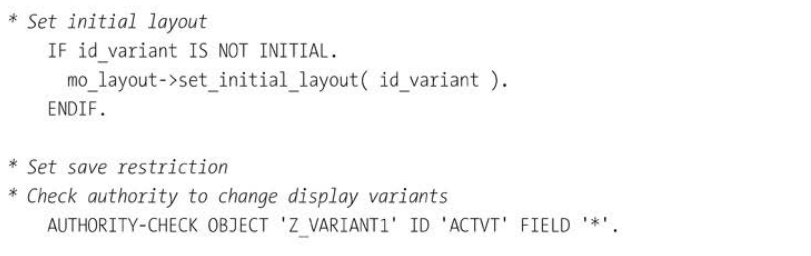 * Set initial layout
IF id_variant IS NOT INITIAL.
mo_layout->set_initial_layout( id_variant ).
ENDIF.
* Set save restriction
* Check authority to change display variants
AUTHORITY-CHECK OBJECT 'Z_VARIANT1' ID 'ACTVT' FIELD '*'.